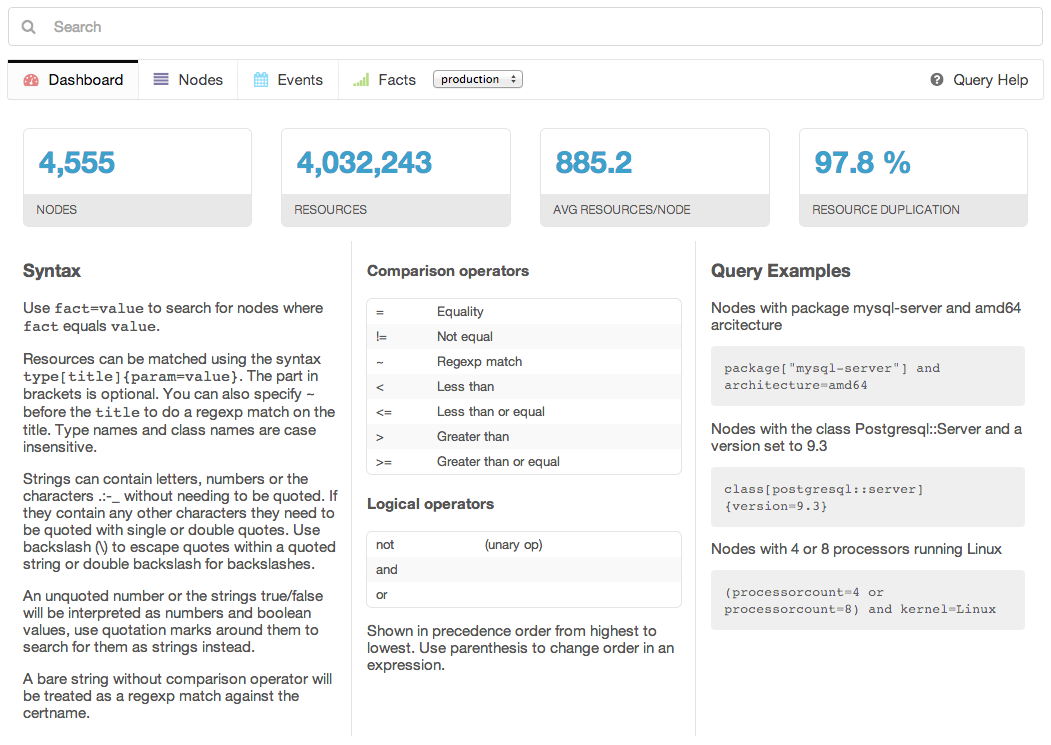 Search
Dashboard
Nodes
Events
Facts
production
Query Help
4,555
NODES
4,032,243
RESOURCES
885.2
AVG RESOURCES/NODE
97.8 %
RESOURCE DUPLICATION
Syntax
Use fact=value to search for nodes where
fact equals value.
Resources can be matched using the syntax
type[title]{param=value}. The part in
brackets is optional. You can also specify ~
before the title to do a regexp match on the
title. Type names and class names are case
insensitive.
Strings can contain letters, numbers or the
characters .:-_ without needing to be quoted. If
they contain any other characters they need to
be quoted with single or double quotes. Use
backslash (\) to escape quotes within a quoted
string or double backslash for backslashes.
An unquoted number or the strings true/false
will be interpreted as numbers and boolean
values, use quotation marks around them to
search for them as strings instead.
A bare string without comparison operator will
be treated as a regexp match against the
certname.
Comparison operators
= Equality
!= Not equal
~ Regexp match
< Less than
<= Less than or equal
> Greater than
>= Greater than or equal
Logical operators
not (unary op)
and
or
Shown in precedence order from highest to
lowest. Use parenthesis to change order in an
expression.
Query Examples
Nodes with package mysql-server and amd64
arcitecture
package["mysql-server"] and
architecture=amd64
Nodes with the class Postgresql::Server and a
version set to 9.3
class[postgresql::server]
{version=9.3}
Nodes with 4 or 8 processors running Linux
(processorcount=4 or
processorcount=8) and kernel=Linux